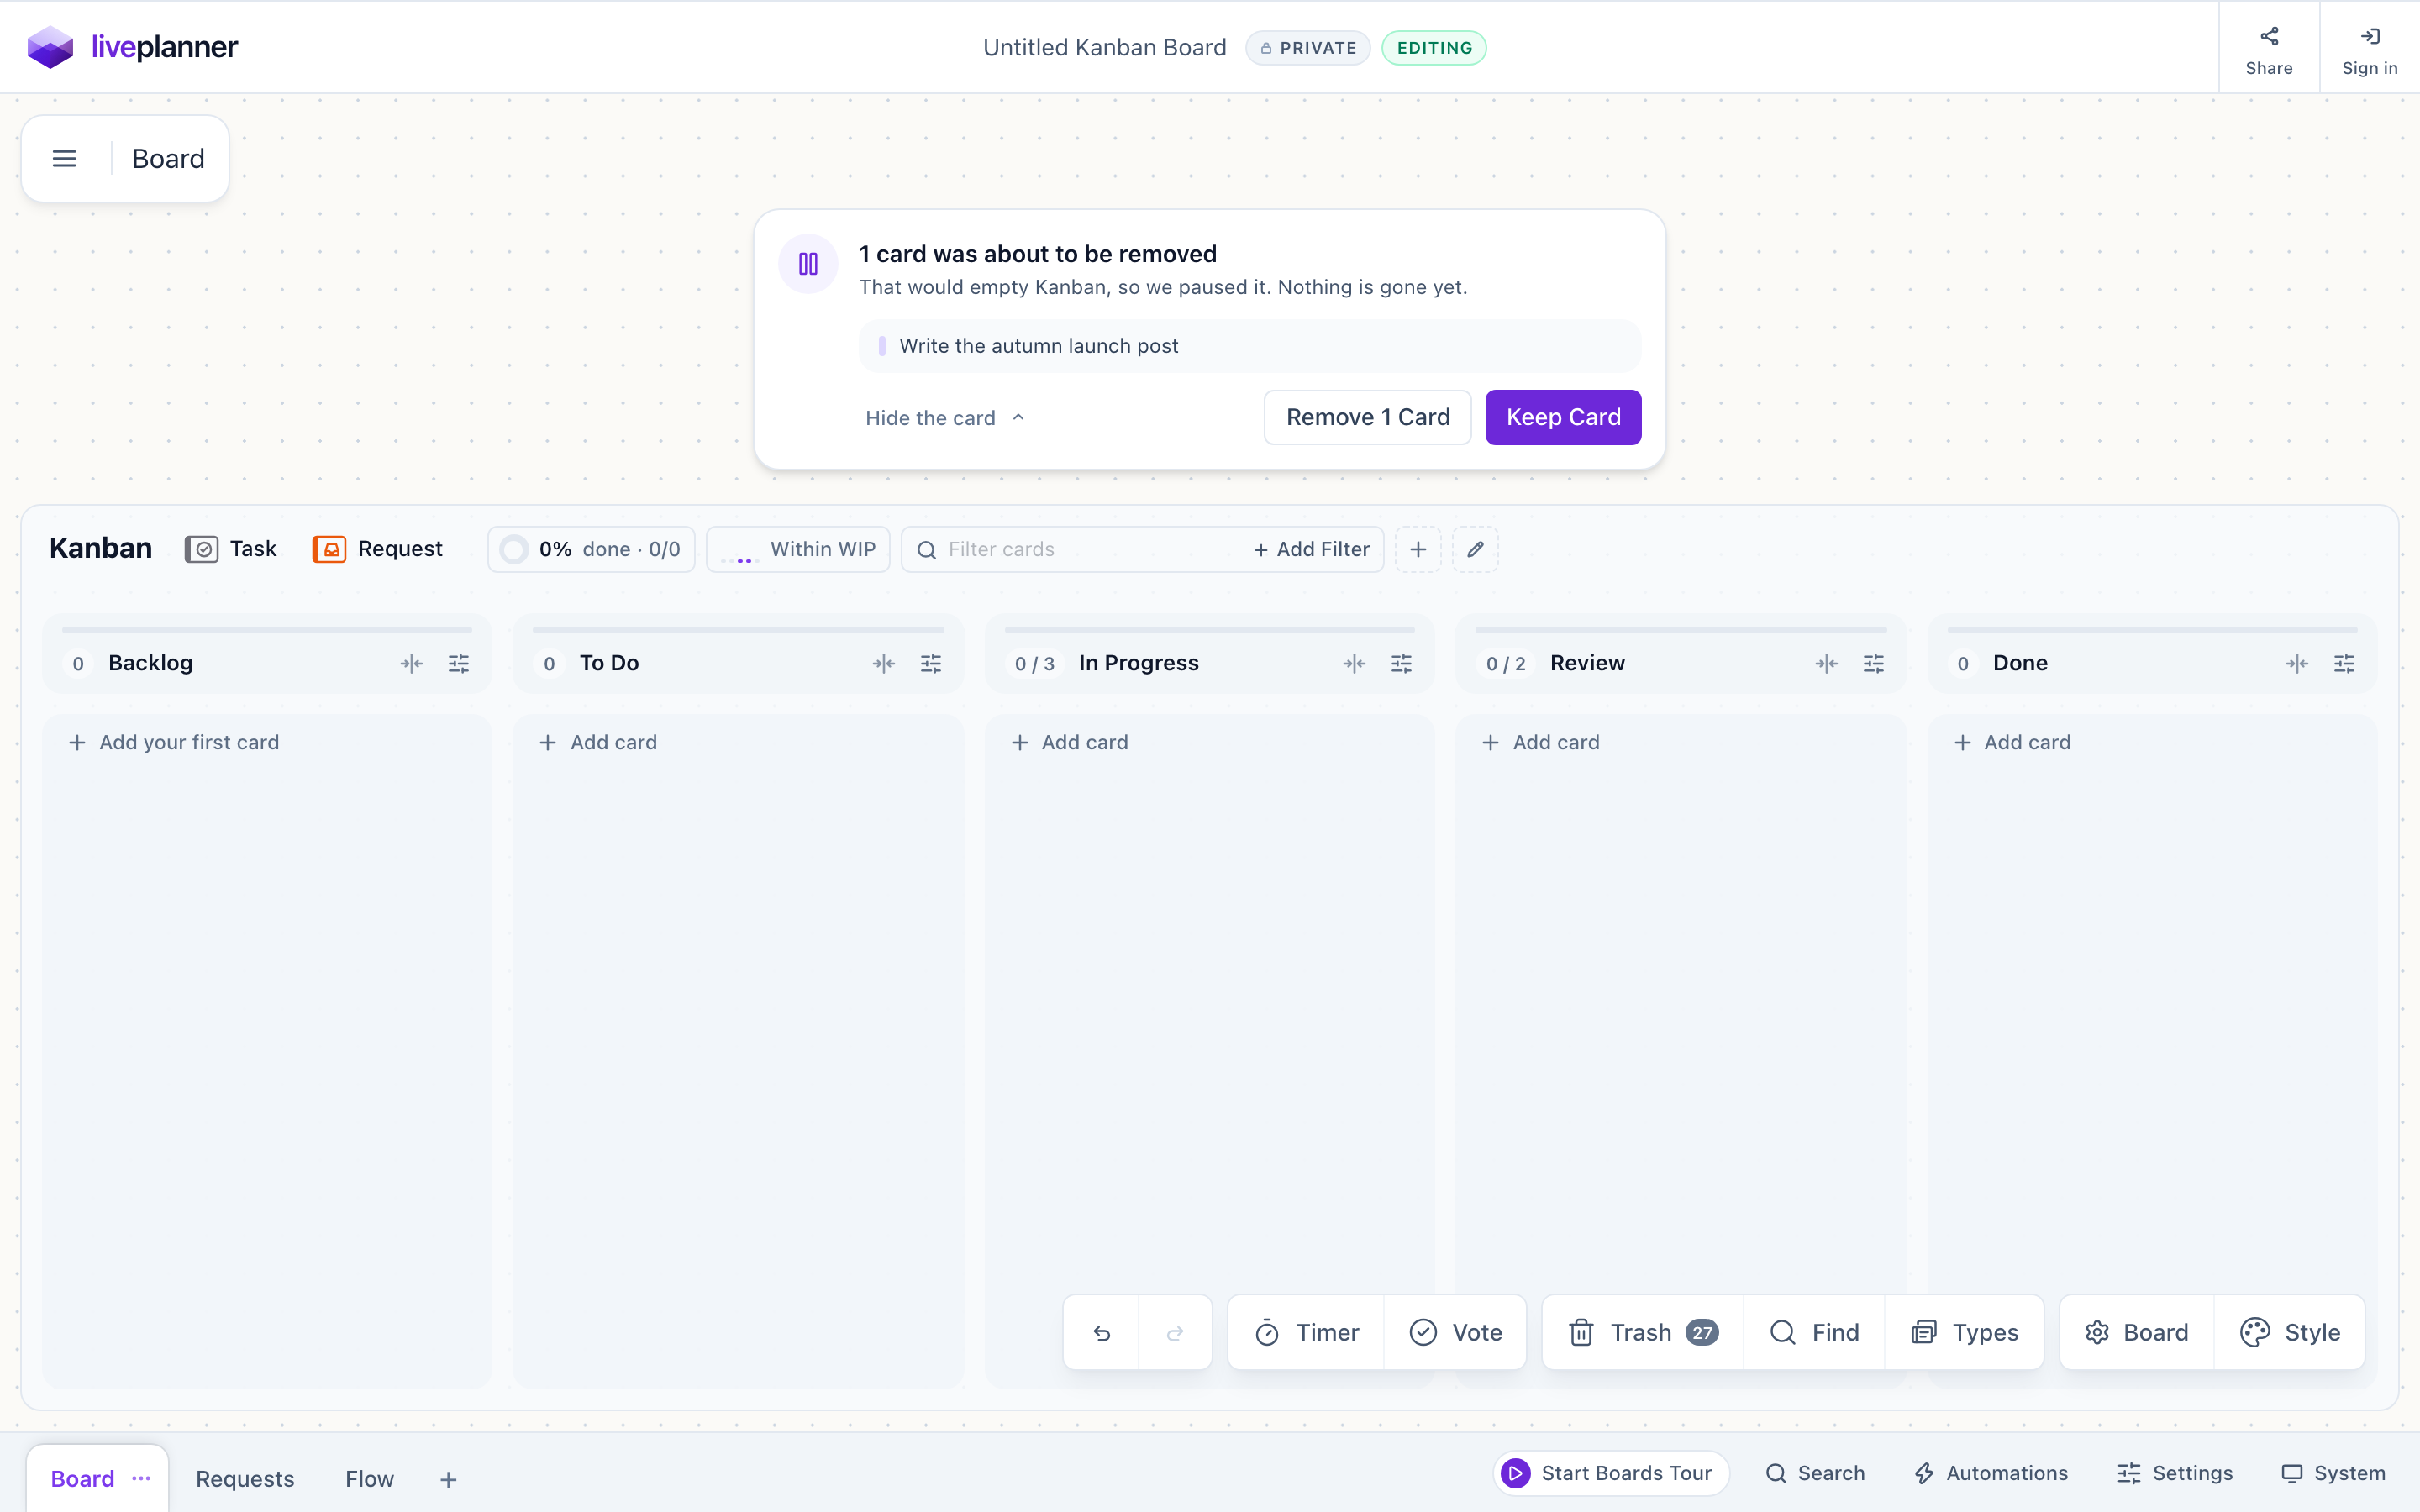 liveplanner
Untitled Kanban Board
PRIVATE
EDITING
Share
Sign in
Board
1 card was about to be removed
That would empty Kanban, so we paused it. Nothing is gone yet.
Write the autumn launch post
Hide the card
Remove 1 Card
Keep Card
Kanban
Task
Request
0% done · 0/0
Within WIP
Filter cards
+ Add Filter
0 Backlog
0 To Do
0 / 3 In Progress
0 / 2 Review
0 Done
+ Add your first card
+ Add card
+ Add card
+ Add card
+ Add card
Timer
Vote
Trash 27
Find
Types
Board
Style
Board ···
Requests
Flow
+
Start Boards Tour
Search
Automations
Settings
System